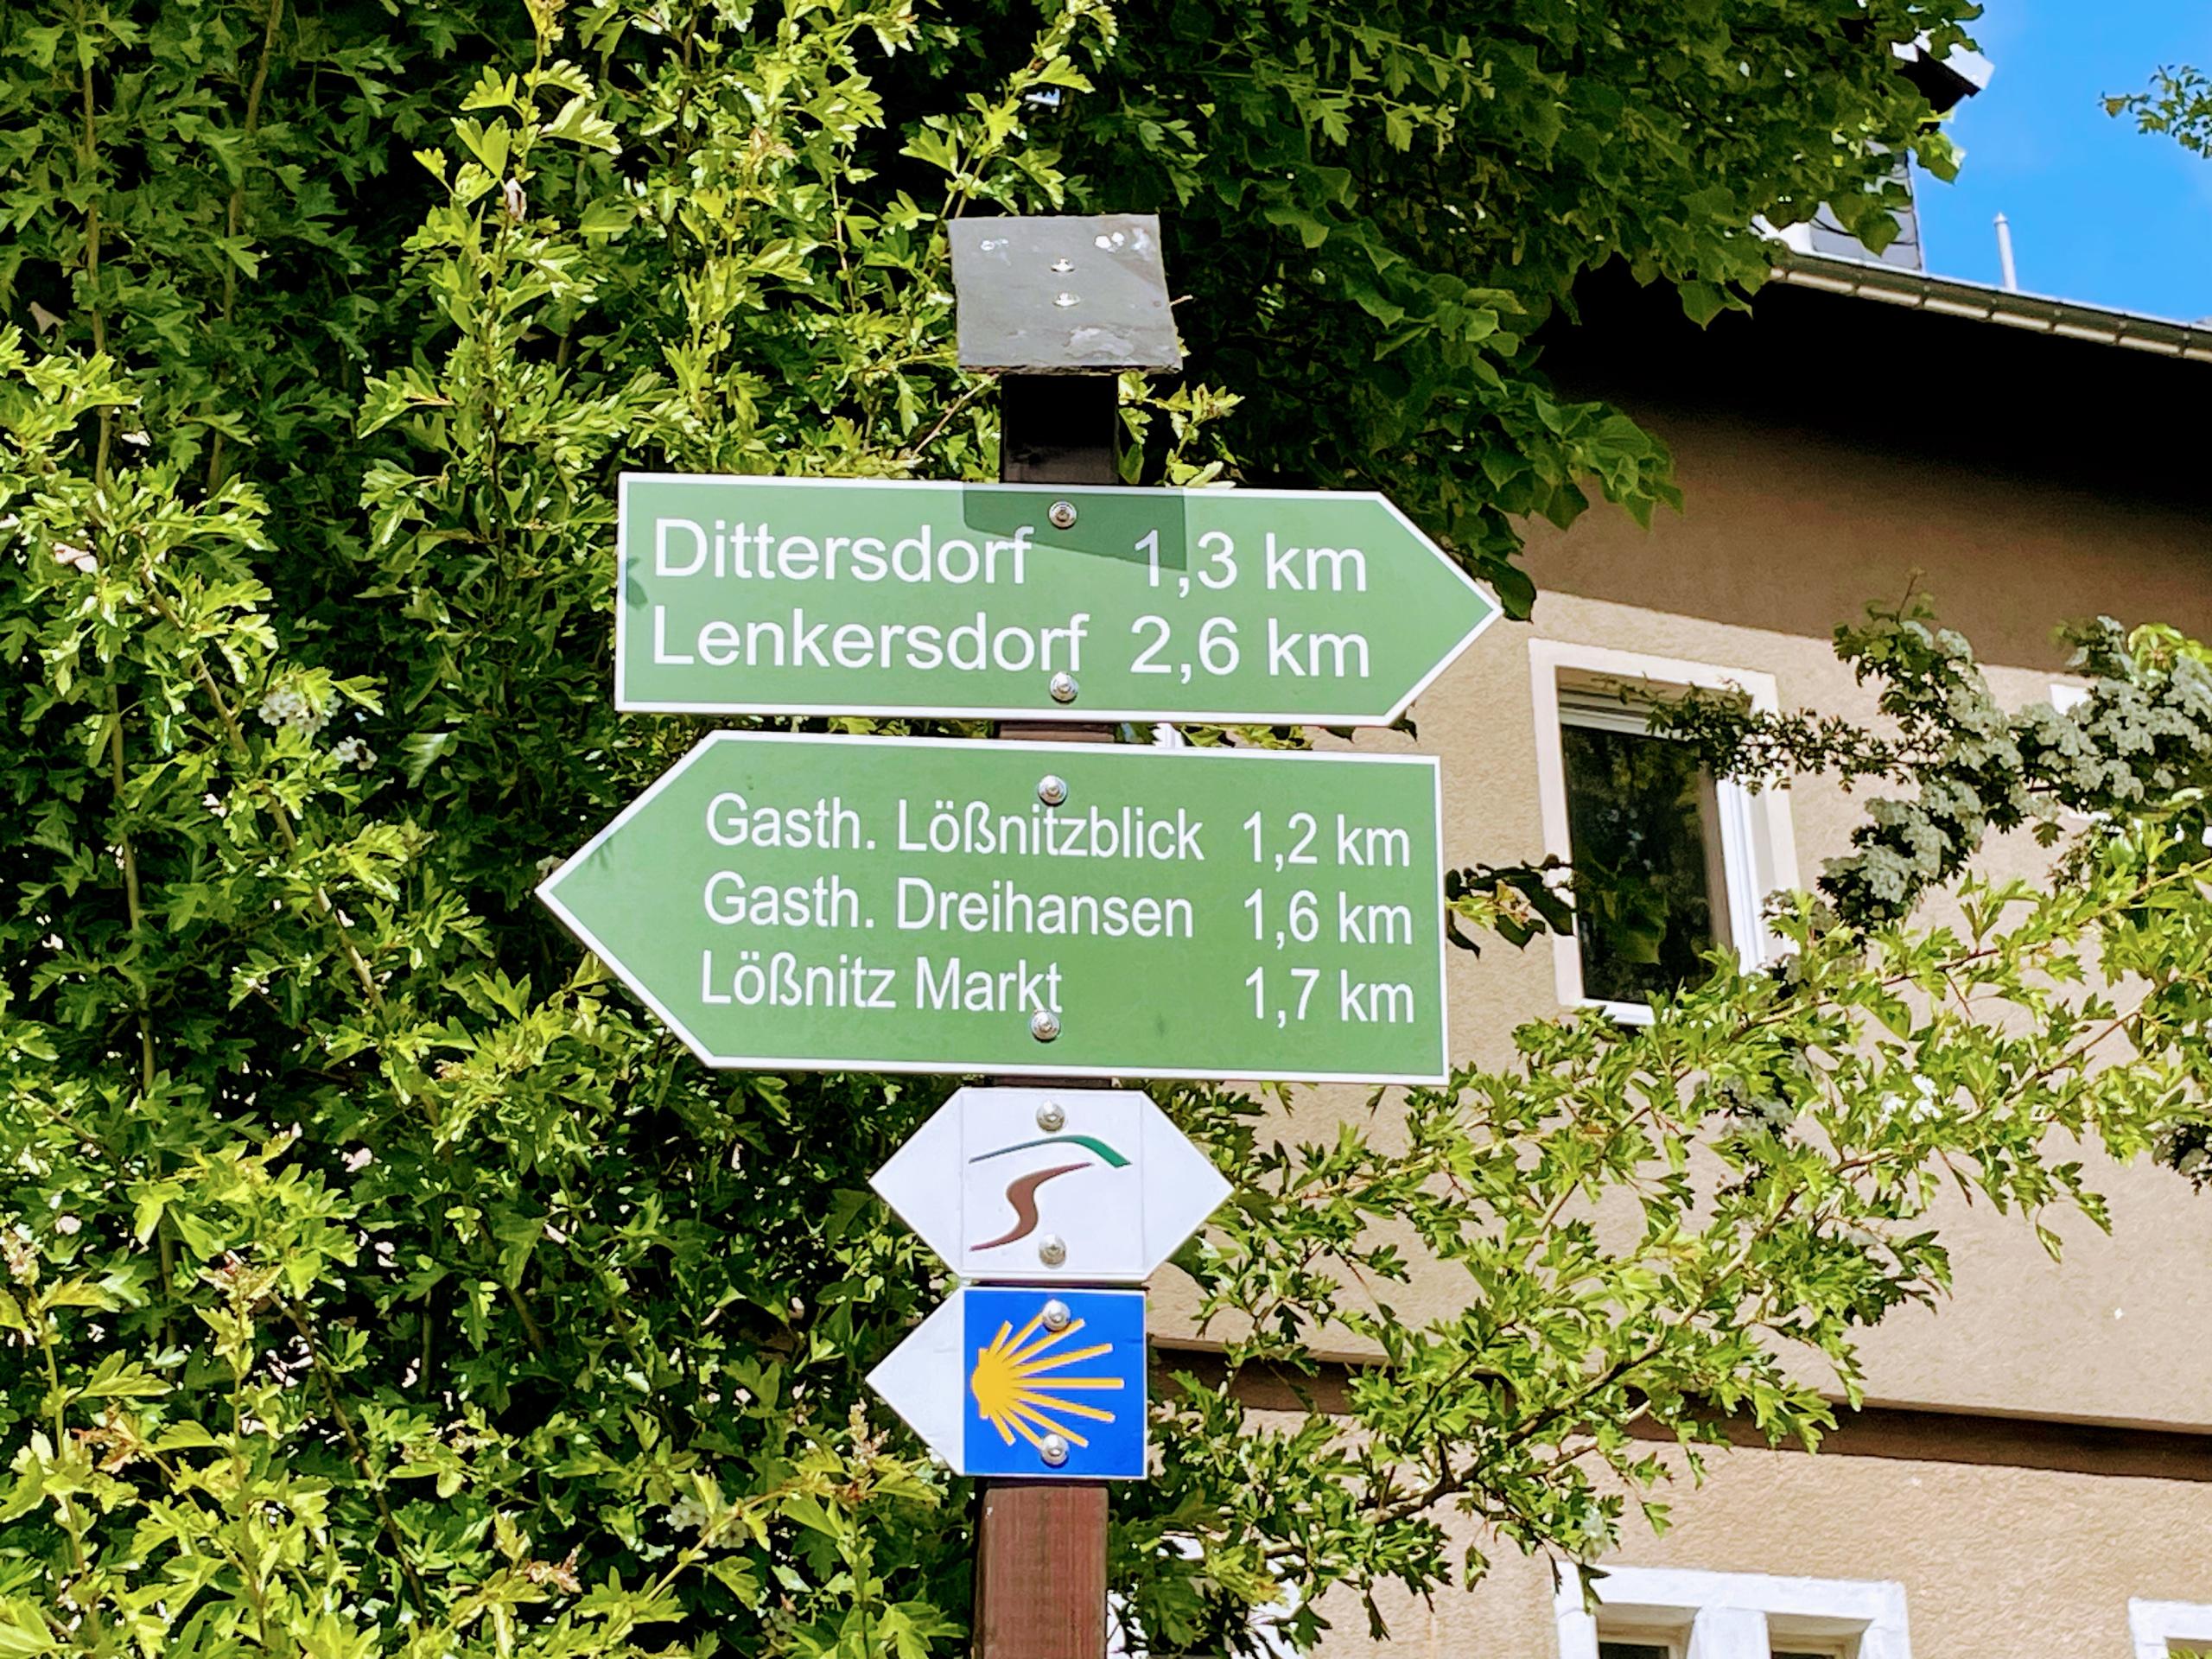 Dittersdorf 1,3 km
Lenkersdorf 2,6 km
Gasth. Lößnitzblick 1,2 km
Gasth. Dreihansen 1,6 km
Lößnitz Markt 1,7 km